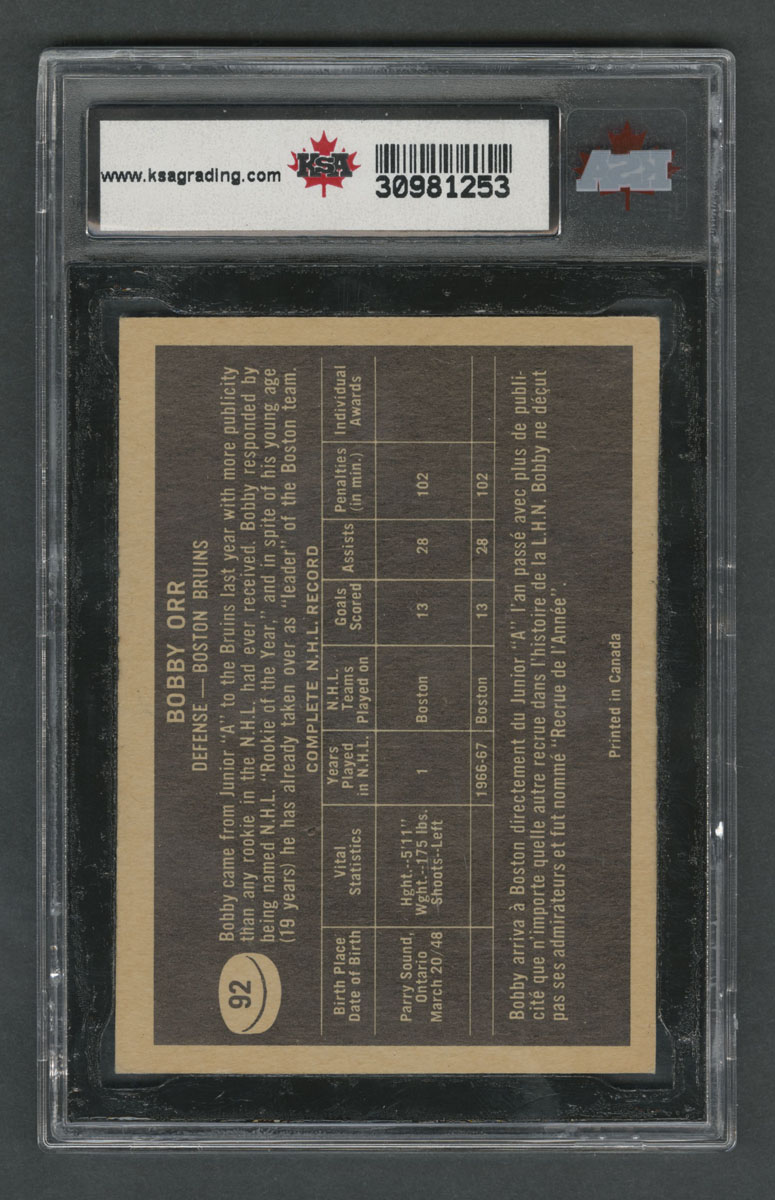 www.ksagrading.com
KSA
30981253
KSA
92
BOBBY ORR
DEFENSE — BOSTON BRUINS
Bobby came from Junior "A" to the Bruins last year with more publicity
than any rookie in the N.H.L. had ever received. Bobby responded by
being named N.H.L. "Rookie of the Year," and in spite of his young age
(19 years) he has already taken over as "leader" of the Boston team.
COMPLETE N.H.L. RECORD
Birth Place
Date of Birth
Vital
Statistics
Years
Played
in N.H.L.
N.H.L.
Teams
Played on
Goals
Scored
Assists
Penalties
(in min.)
Individual
Awards
Parry Sound,
Ontario
March 20/48
Hght.--5'11"
Wght.--175 lbs.
Shoots--Left
1
Boston
13
28
102
1966-67
Boston
13
28
102
Bobby arriva à Boston directement du Junior "A" l'an passé avec plus de publi-
cité que n'importe quelle autre recrue dans l'histoire de la L.H.N. Bobby ne déçut
pas ses admirateurs et fut nommé "Recrue de l'Année".
Printed in Canada